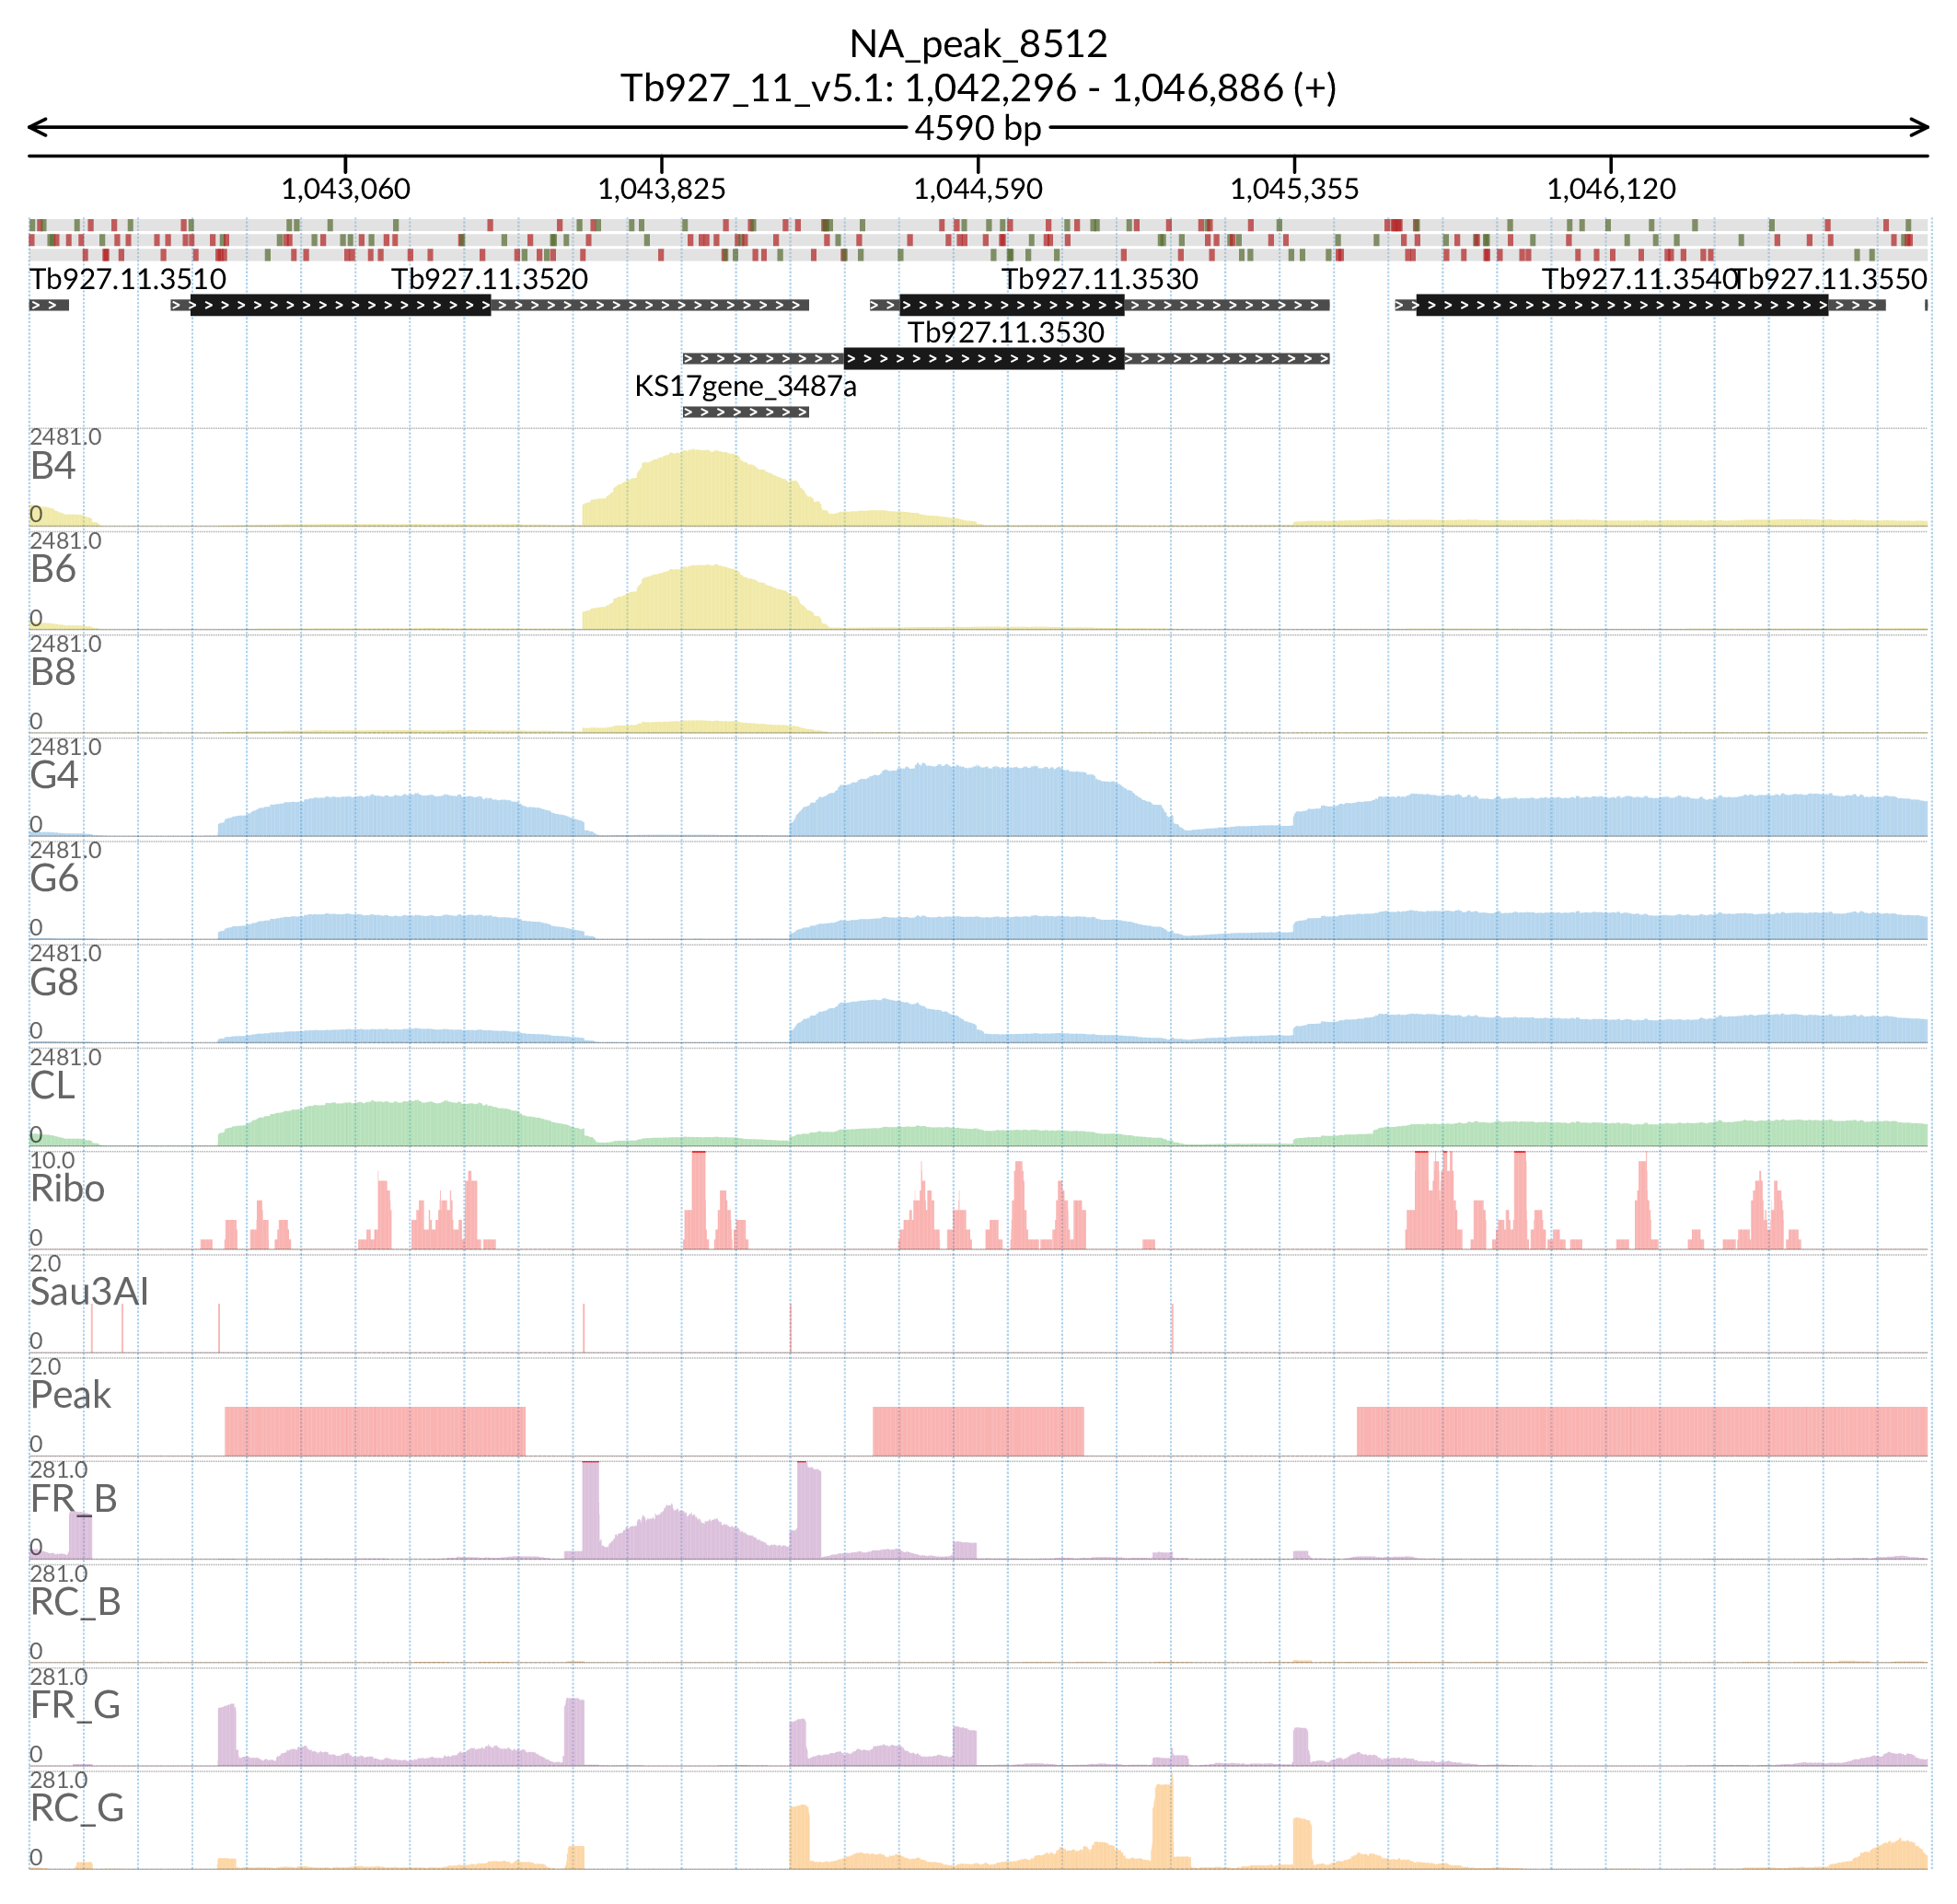 NA_peak_8512
Tb927_11_v5.1: 1,042,296 - 1,046,886 (+)
4590 bp
1,043,060 1,043,825 1,044,590 1,045,355 1,046,120
Tb927.11.3510 Tb927.11.3520 Tb927.11.3530 Tb927.11.3540 Tb927.11.3550
Tb927.11.3530
KS17gene_3487a
2481.0
B4
0
2481.0
B6
0
2481.0
B8
0
2481.0
G4
0
2481.0
G6
0
2481.0
G8
0
2481.0
CL
0
10.0
Ribo
0
2.0
Sau3AI
0
2.0
Peak
0
281.0
FR_B
0
281.0
RC_B
0
281.0
FR_G
0
281.0
RC_G
0